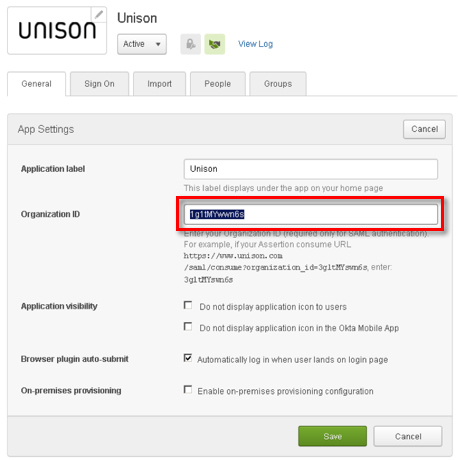 UNISON
Unison
Active
View Log
General Sign On Import People Groups
App Settings Cancel
Application label Unison
This label displays under the app on your home page
Organization ID 1g1tMYwwn6s
Enter your Organization ID (required only for SAML authentication).
For example, if your Assertion consume URL
https://www.unison.com
/saml/consume?organization_id=3gltMYswn6s, enter:
3gltMYswn6s
Application visibility Do not display application icon to users
Do not display application icon in the Okta Mobile App
Browser plugin auto-submit Automatically log in when user lands on login page
On-premises provisioning Enable on-premises provisioning configuration
Save Cancel